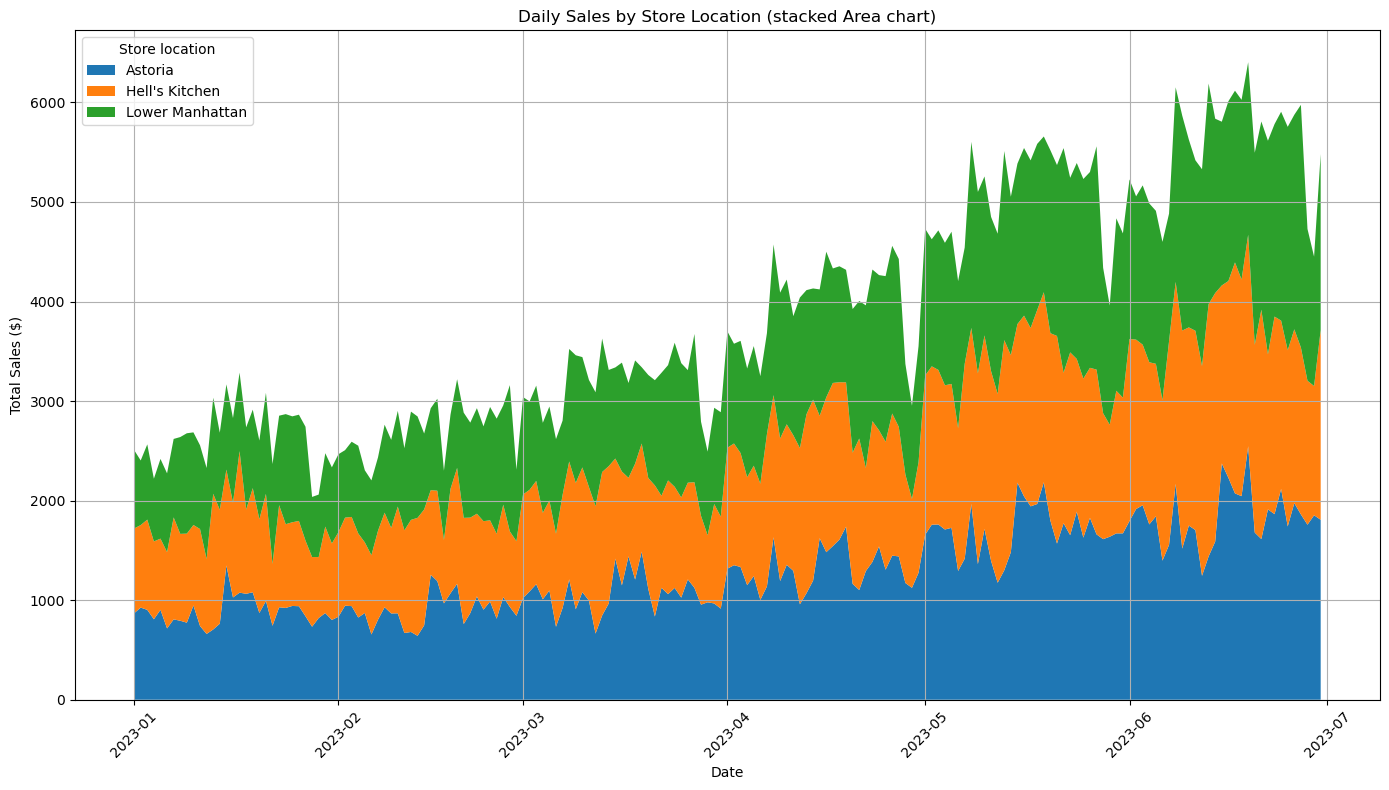 Daily Sales by Store Location (stacked Area chart)
Store location
Astoria
Hell's Kitchen
Lower Manhattan
Total Sales ($)
6000
5000
4000
3000
2000
1000
0
2023-01
2023-02
2023-03
2023-04
2023-05
2023-06
2023-07
Date